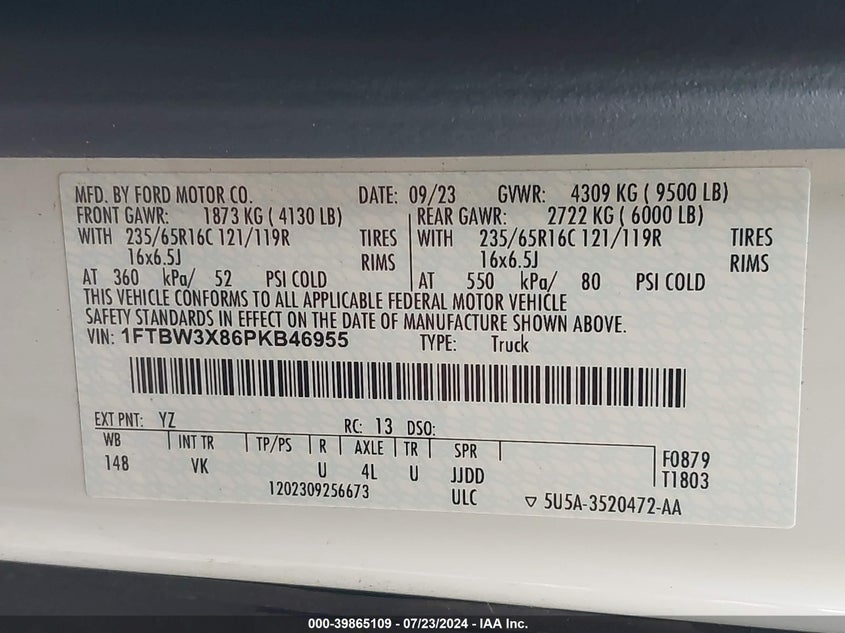 MFD. BY FORD MOTOR CO. DATE: 09/23 GVWR: 4309 KG ( 9500 LB)
FRONT GAWR: 1873 KG ( 4130 LB) REAR GAWR: 2722 KG ( 6000 LB)
WITH 235/65R16C 121/119R TIRES WITH 235/65R16C 121/119R TIRES
16x6.5J RIMS 16x6.5J RIMS
AT 360 kPa/ 52 PSI COLD AT 550 kPa/ 80 PSI COLD
THIS VEHICLE CONFORMS TO ALL APPLICABLE FEDERAL MOTOR VEHICLE
SAFETY STANDARDS IN EFFECT ON THE DATE OF MANUFACTURE SHOWN ABOVE.
VIN: 1FTBW3X86PKB46955 TYPE: Truck
EXT PNT: YZ RC: 13 DSO:
WB INT TR TP/PS R AXLE TR SPR F0879
148 VK U 4L U JJDD T1803
1202309256673 ULC ▽ 5U5A-3520472-AA
000-39865109 / 07/23/2024 - IAA Inc.